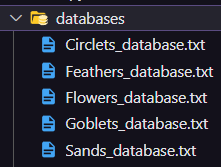 databases
Circlets_database.txt
Feathers_database.txt
Flowers_database.txt
Goblets_database.txt
Sands_database.txt